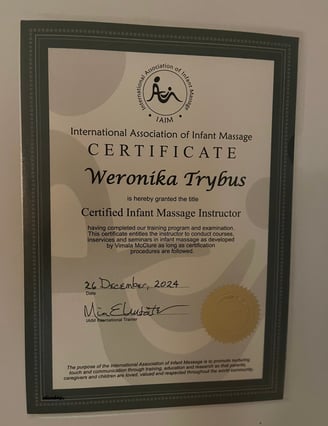 International Association of Infant Massage
IAIM
International Association of Infant Massage
CERTIFICATE
Weronika Trybus
is hereby granted the title
Certified Infant Massage Instructor
having completed our training program and examination.
This certificate entitles the instructor to conduct courses,
inservices and seminars in infant massage as developed
by Vimala McClure as long as certification
procedures are followed.
26 December, 2024
Date
IAIM International Trainer
The purpose of the International Association of Infant Massage is to promote nurturing
touch and communication through training, education and research so that parents,
caregivers and children are loved, valued and respected throughout the world community.